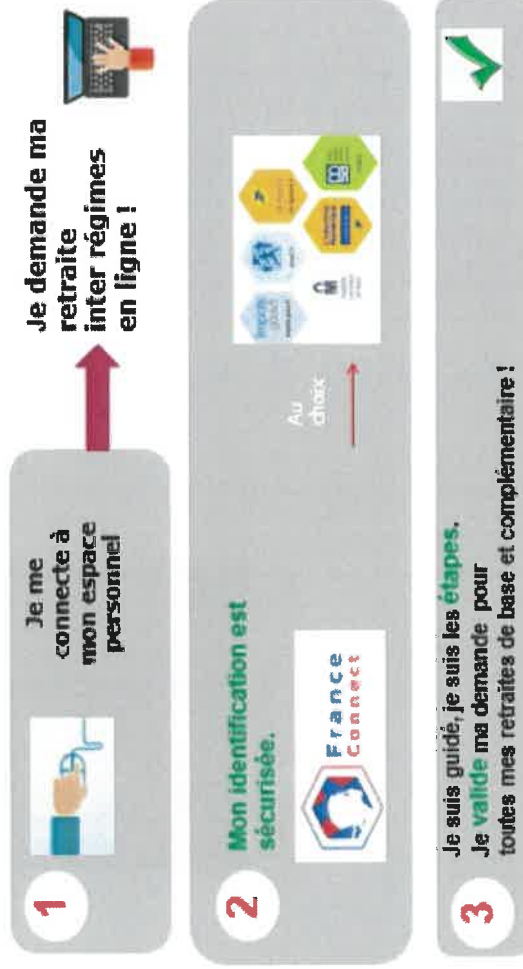 1
Je me
connecte à
mon espace
personnel
Je demande ma
retraite
inter régimes
en ligne !
2
Mon identification est
sécurisée.
France
Connect
Au
choix
3
Je suis guidé, je suis les étapes.
Je valide ma demande pour
toutes mes retraites de base et complémentaire !